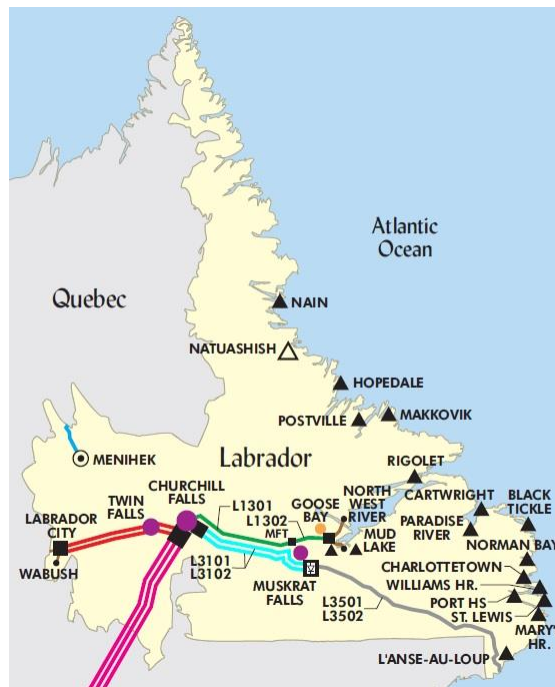 Atlantic
Ocean
Quebec
NAIN
NATUASHISH
HOPEDALE
POSTVILLE
MAKKOVIK
Labrador
MENIHEK
RIGOLET
CHURCHILL
FALLS
TWIN
FALLS
L1301
L1302
MFT
GOOSE
BAY
NORTH
WEST
RIVER
CARTWRIGHT
BLACK
TICKLE
LABRADOR
CITY
PARADISE
RIVER
MUD
LAKE
NORMAN BAY
WABUSH
L3101
L3102
MUSKRAT
FALLS
CHARLOTTETOWN
WILLIAMS HR.
PORT HS
ST. LEWIS
L3501
L3502
MARY'S
HR.
L'ANSE-AU-LOUP